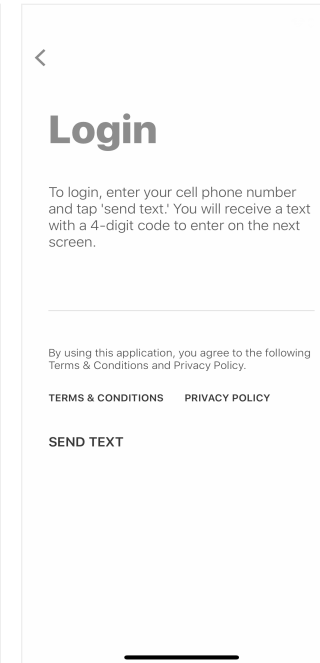 Login
To login, enter your cell phone number
and tap 'send text.' You will receive a text
with a 4-digit code to enter on the next
screen.
By using this application, you agree to the following
Terms & Conditions and Privacy Policy.
TERMS & CONDITIONS PRIVACY POLICY
SEND TEXT